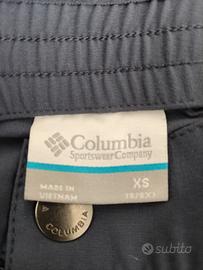 Columbia
Sportswear Company
MADE IN
VIETNAM
XS
COLUMBIA
subito